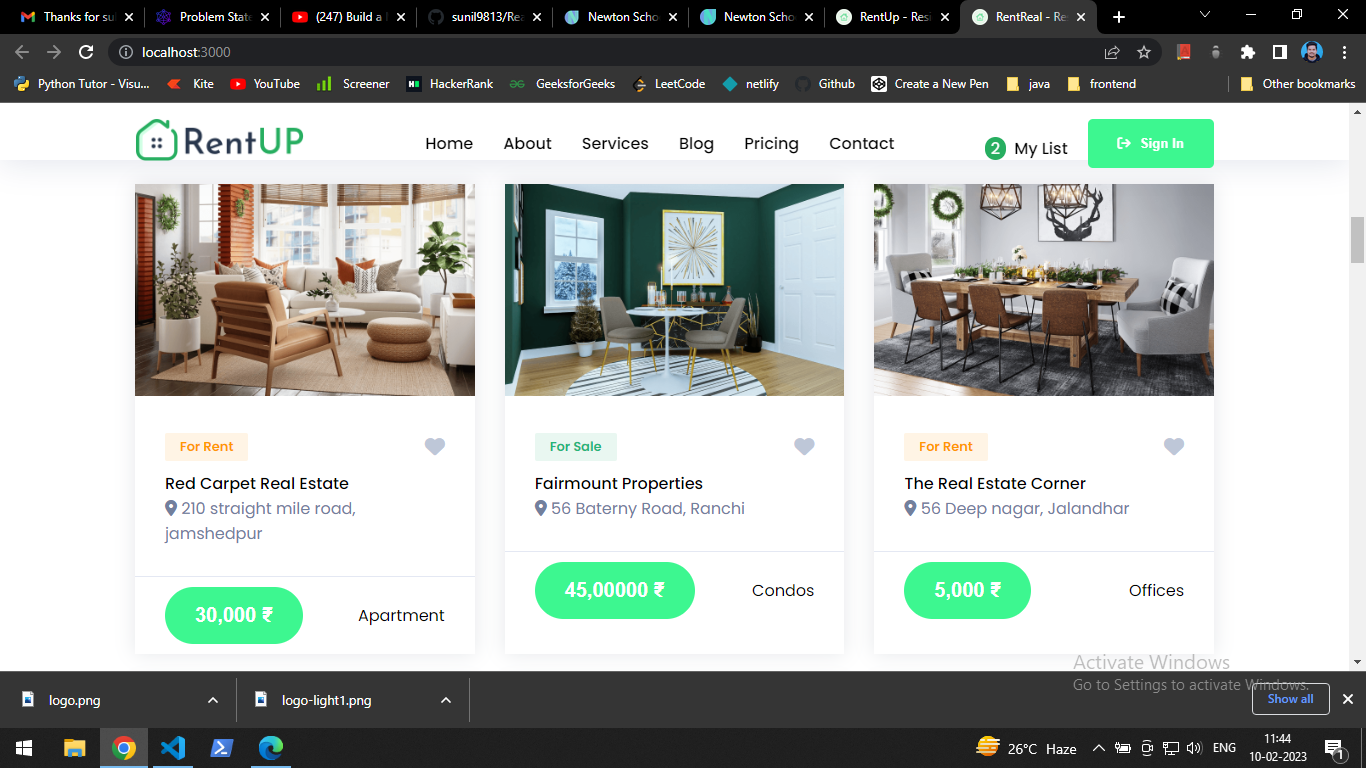 Thanks for su
Problem State
(247) Build a
sunil9813/Rea
Newton Scho
Newton Scho
RentUp - Resi
RentReal - Re
localhost:3000
Python Tutor - Visu...
Kite
YouTube
Screener
HackerRank
GeeksforGeeks
LeetCode
netlify
Github
Create a New Pen
java
frontend
Other bookmarks
RentUP
Home
About
Services
Blog
Pricing
Contact
2 My List
Sign In
For Rent
For Sale
For Rent
Red Carpet Real Estate
Fairmount Properties
The Real Estate Corner
210 straight mile road,
jamshedpur
56 Baterny Road, Ranchi
56 Deep nagar, Jalandhar
30,000 ₹
Apartment
45,00000 ₹
Condos
5,000 ₹
Offices
Activate Windows
Go to Settings to activate Windows.
logo.png
logo-light1.png
Show all
26°C Haze
ENG
11:44
10-02-2023
1